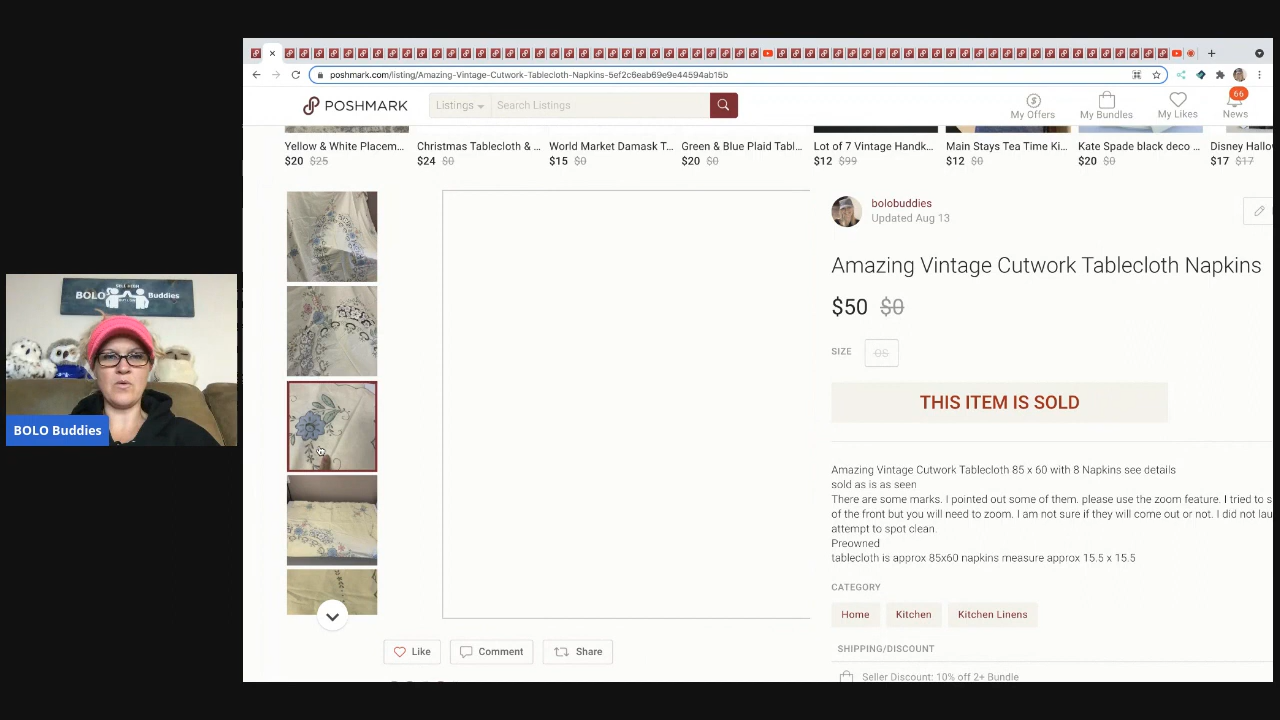 poshmark.com/listing/Amazing-Vintage-Cutwork-Tablecloth-Napkins-5ef2c6eab69e9e44594ab15b
POSHMARK
Listings
Search Listings
My Offers
My Bundles
My Likes
66
News
Yellow & White Placem...
$20 $25
Christmas Tablecloth & ...
$24 $0
World Market Damask T...
$15 $0
Green & Blue Plaid Tabl...
$20 $0
Lot of 7 Vintage Handk...
$12 $99
Main Stays Tea Time Ki...
$12 $0
Kate Spade black deco ...
$20 $0
Disney Hallo
$17 $17
bolobuddies
Updated Aug 13
Amazing Vintage Cutwork Tablecloth Napkins
$50 $0
SIZE
OS
THIS ITEM IS SOLD
Amazing Vintage Cutwork Tablecloth 85 x 60 with 8 Napkins see details
sold as is as seen
There are some marks. I pointed out some of them. please use the zoom feature. I tried to s
of the front but you will need to zoom. I am not sure if they will come out or not. I did not lau
attempt to spot clean.
Preowned
tablecloth is approx 85x60 napkins measure approx 15.5 x 15.5
CATEGORY
Home
Kitchen
Kitchen Linens
SHIPPING/DISCOUNT
Seller Discount: 10% off 2+ Bundle
Like
Comment
Share
BOLO Buddies
BOLO Buddies